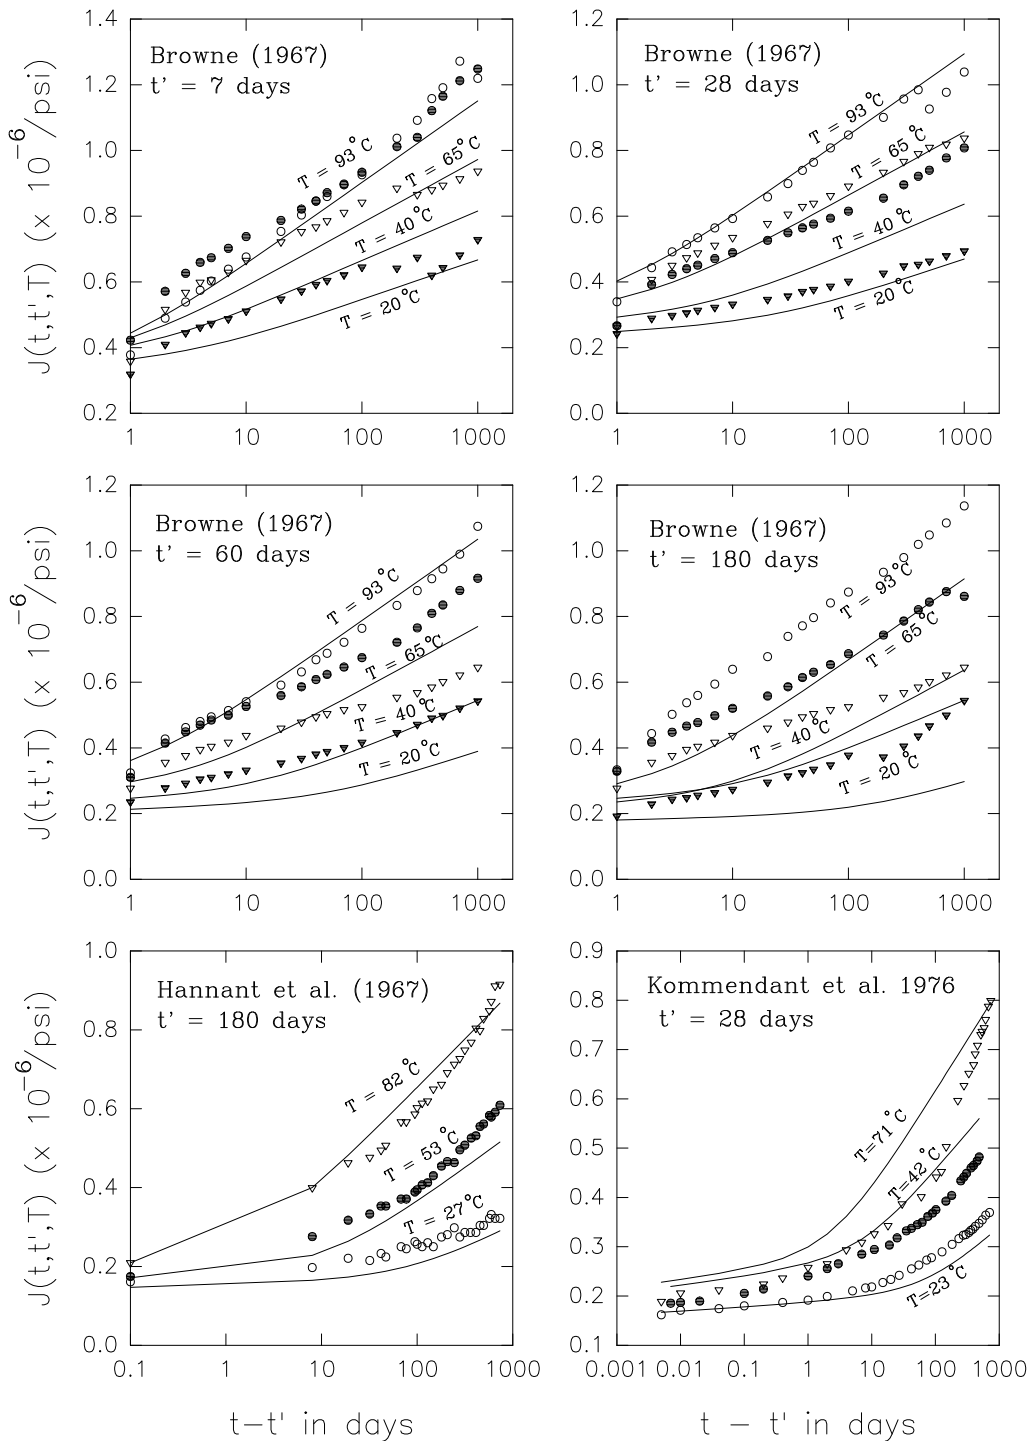 Browne (1967)
t' = 7 days
J(t,t',T) (x 10⁻⁶/psi)
1.4
1.2
1.0
0.8
0.6
0.4
0.2
T = 93°C
T = 65°C
T = 40°C
T = 20°C
1 10 100 1000
Browne (1967)
t' = 28 days
1.2
1.0
0.8
0.6
0.4
0.2
0.0
T = 93°C
T = 65°C
T = 40°C
T = 20°C
1 10 100 1000
Browne (1967)
t' = 60 days
J(t,t',T) (x 10⁻⁶/psi)
1.2
1.0
0.8
0.6
0.4
0.2
0.0
T = 93°C
T = 65°C
T = 40°C
T = 20°C
1 10 100 1000
Browne (1967)
t' = 180 days
1.2
1.0
0.8
0.6
0.4
0.2
0.0
T = 93°C
T = 65°C
T = 40°C
T = 20°C
1 10 100 1000
Hannant et al. (1967)
t' = 180 days
J(t,t',T) (x 10⁻⁶/psi)
1.0
0.8
0.6
0.4
0.2
0.0
T = 82°C
T = 53°C
T = 27°C
0.1 1 10 100 1000
t−t' in days
Kommendant et al. 1976
t' = 28 days
0.9
0.8
0.7
0.6
0.5
0.4
0.3
0.2
0.1
T=71°C
T=42°C
T=23°C
0.001 0.01 0.1 1 10 100 1000
t − t' in days